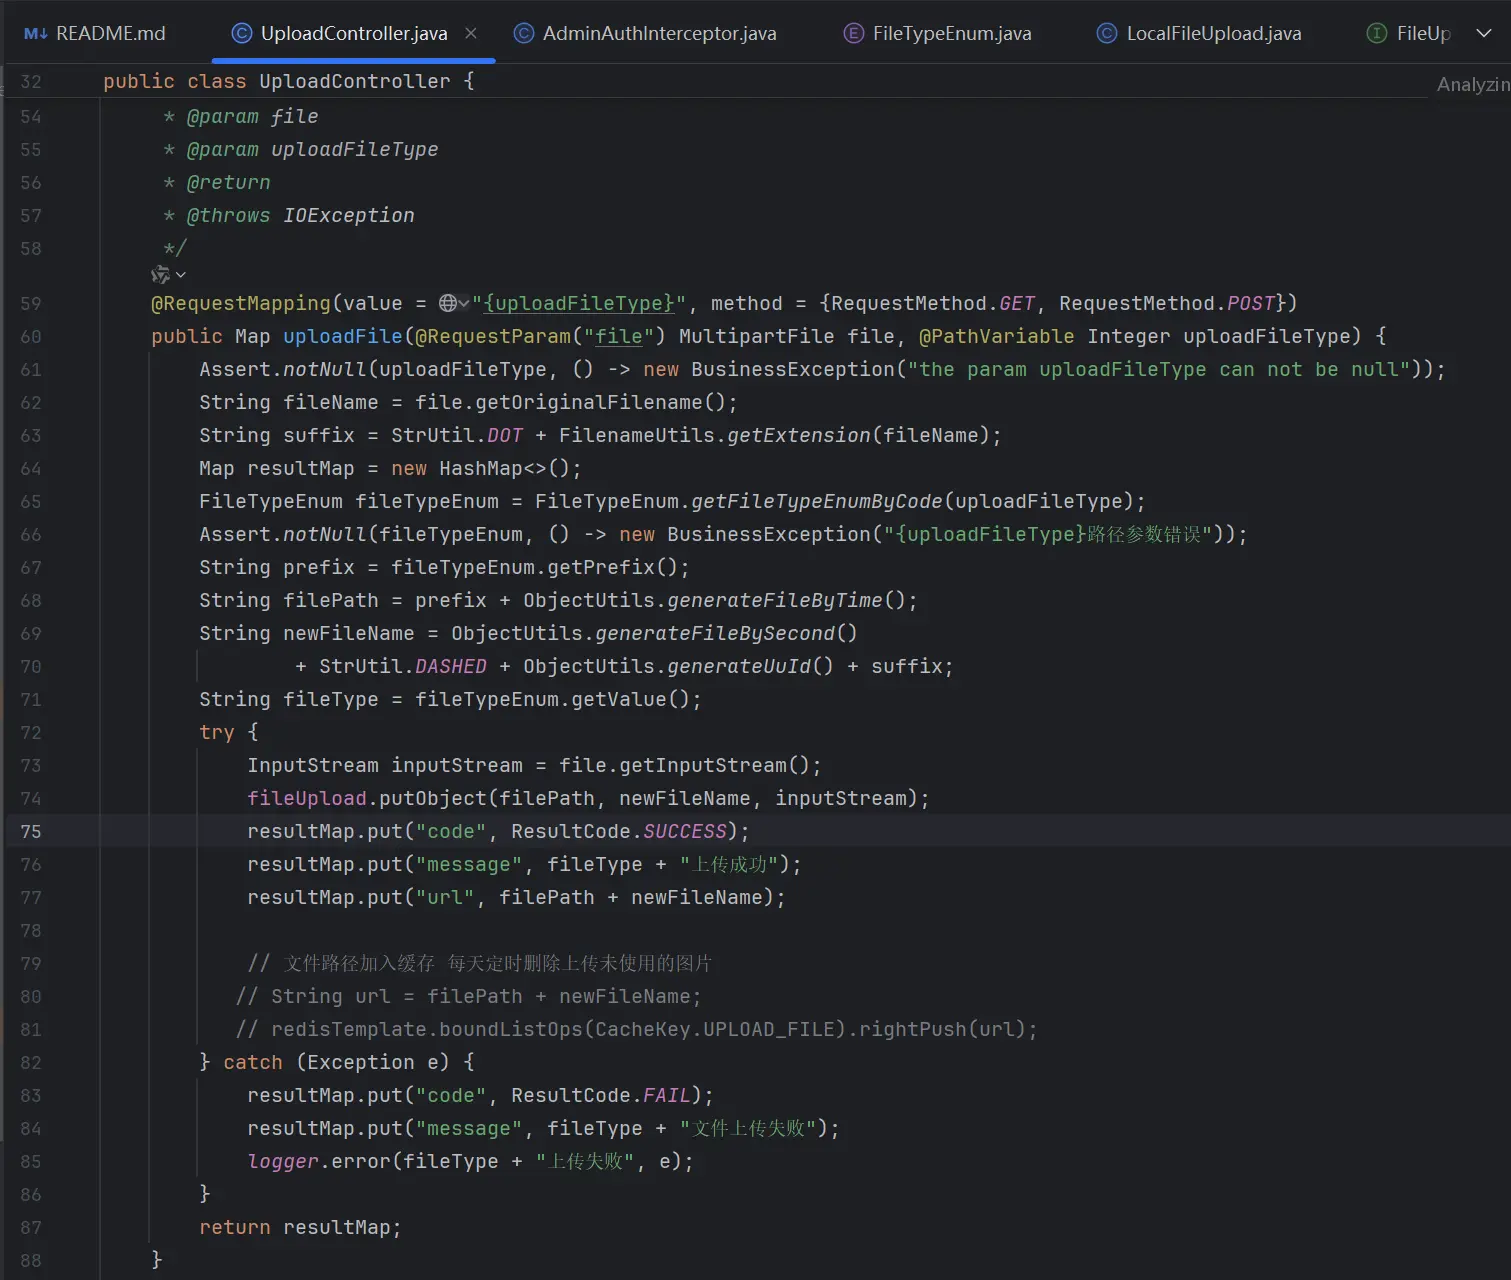 README.md UploadController.java AdminAuthInterceptor.java FileTypeEnum.java LocalFileUpload.java FileUp
32 public class UploadController { Analyzin
54 * @param file
55 * @param uploadFileType
56 * @return
57 * @throws IOException
58 */
59 @RequestMapping(value = "{uploadFileType}", method = {RequestMethod.GET, RequestMethod.POST})
60 public Map uploadFile(@RequestParam("file") MultipartFile file, @PathVariable Integer uploadFileType) {
61 Assert.notNull(uploadFileType, () -> new BusinessException("the param uploadFileType can not be null"));
62 String fileName = file.getOriginalFilename();
63 String suffix = StrUtil.DOT + FilenameUtils.getExtension(fileName);
64 Map resultMap = new HashMap<>();
65 FileTypeEnum fileTypeEnum = FileTypeEnum.getFileTypeEnumByCode(uploadFileType);
66 Assert.notNull(fileTypeEnum, () -> new BusinessException("{uploadFileType}路径参数错误"));
67 String prefix = fileTypeEnum.getPrefix();
68 String filePath = prefix + ObjectUtils.generateFileByTime();
69 String newFileName = ObjectUtils.generateFileBySecond()
70 + StrUtil.DASHED + ObjectUtils.generateUuId() + suffix;
71 String fileType = fileTypeEnum.getValue();
72 try {
73 InputStream inputStream = file.getInputStream();
74 fileUpload.putObject(filePath, newFileName, inputStream);
75 resultMap.put("code", ResultCode.SUCCESS);
76 resultMap.put("message", fileType + "上传成功");
77 resultMap.put("url", filePath + newFileName);
78
79 // 文件路径加入缓存 每天定时删除上传未使用的图片
80 // String url = filePath + newFileName;
81 // redisTemplate.boundListOps(CacheKey.UPLOAD_FILE).rightPush(url);
82 } catch (Exception e) {
83 resultMap.put("code", ResultCode.FAIL);
84 resultMap.put("message", fileType + "文件上传失败");
85 logger.error(fileType + "上传失败", e);
86 }
87 return resultMap;
88 }